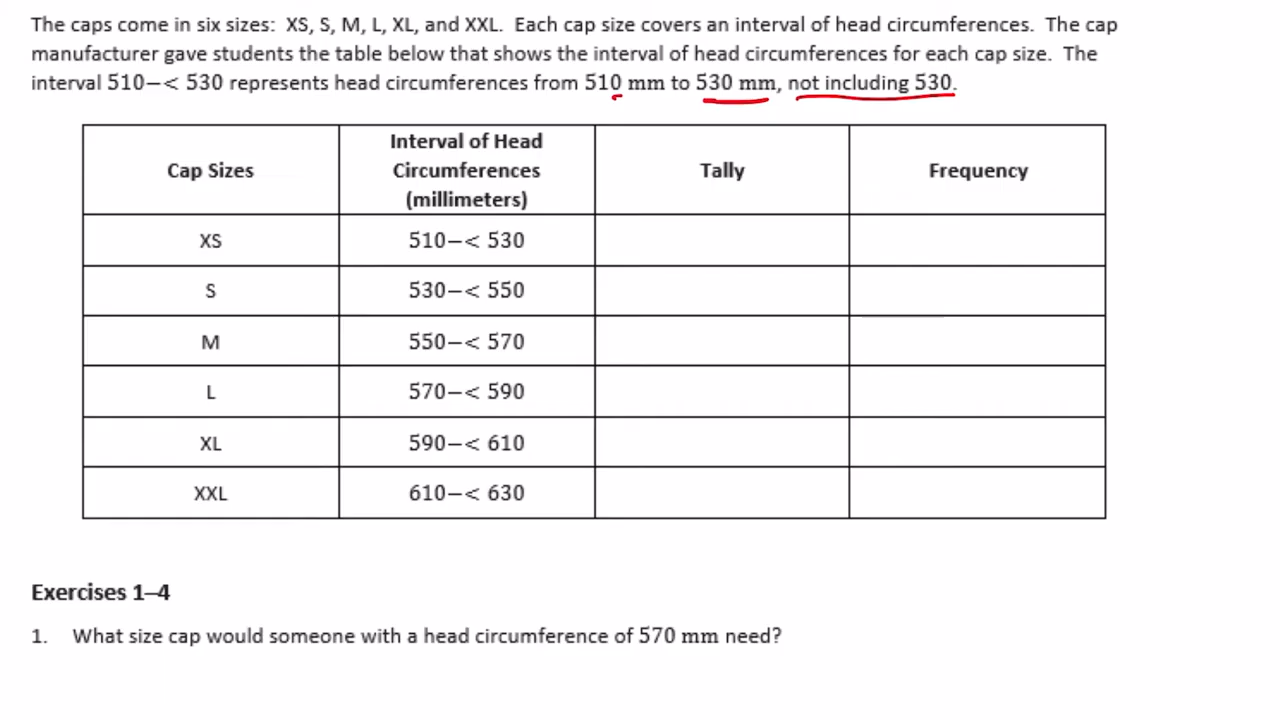 The caps come in six sizes: XS, S, M, L, XL, and XXL. Each cap size covers an interval of head circumferences. The cap
manufacturer gave students the table below that shows the interval of head circumferences for each cap size. The
interval 510−< 530 represents head circumferences from 510 mm to 530 mm, not including 530.
Cap Sizes | Interval of Head Circumferences (millimeters) | Tally | Frequency
XS | 510−< 530
S | 530−< 550
M | 550−< 570
L | 570−< 590
XL | 590−< 610
XXL | 610−< 630
Exercises 1–4
1. What size cap would someone with a head circumference of 570 mm need?